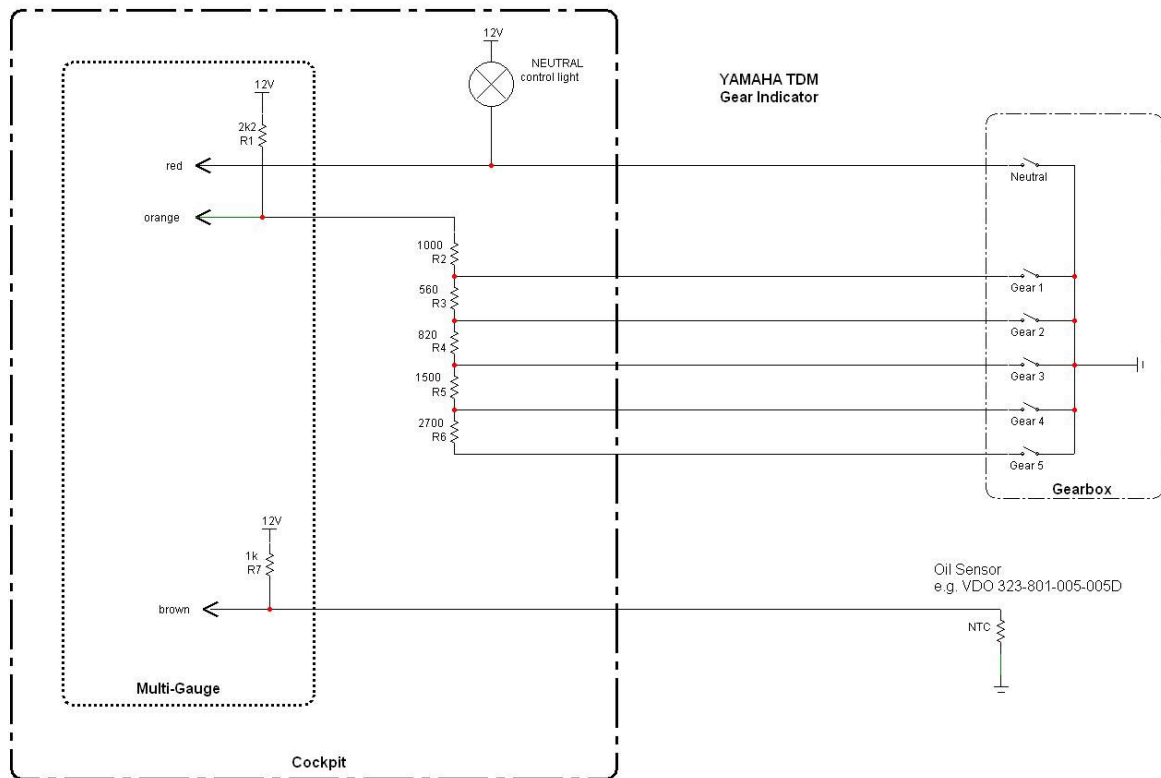 12V
NEUTRAL
control light
YAMAHA TDM
Gear Indicator
12V
2k2
R1
red
Neutral
orange
1000
R2
Gear 1
560
R3
Gear 2
820
R4
Gear 3
1500
R5
Gear 4
2700
R6
Gear 5
Gearbox
12V
1k
R7
Oil Sensor
e.g. VDO 323-801-005-005D
brown
NTC
Multi-Gauge
Cockpit